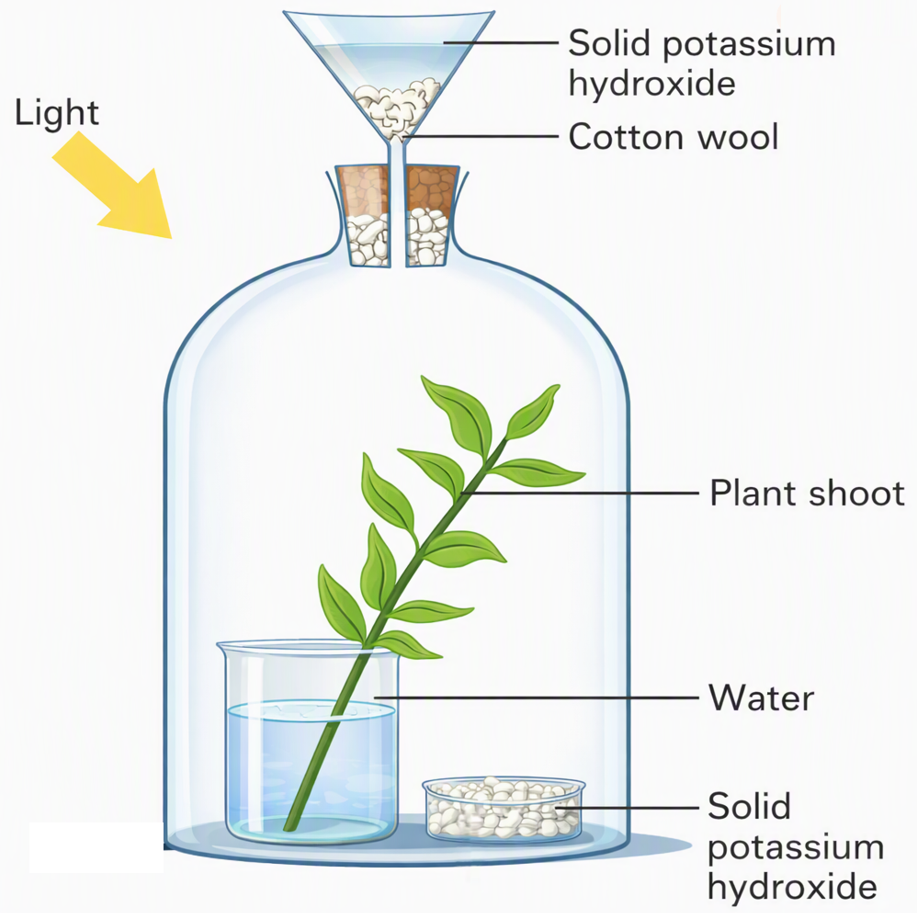 Solid potassium
hydroxide
Light
Cotton wool
Plant shoot
Water
Solid
potassium
hydroxide